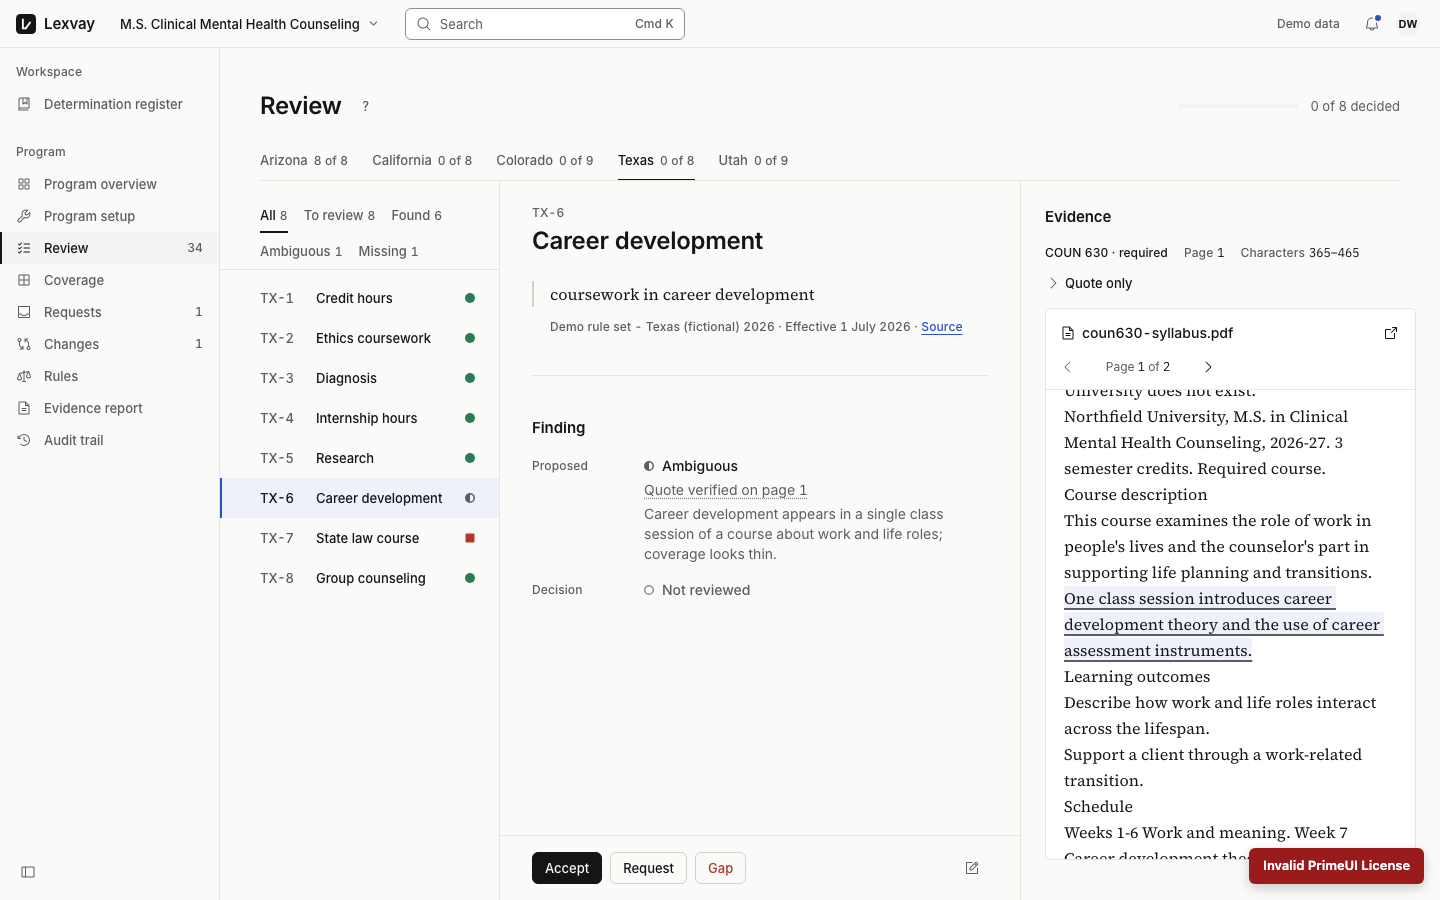 Lexvay
M.S. Clinical Mental Health Counseling
Search
Cmd K
Demo data
DW
Workspace
Determination register
Program
Program overview
Program setup
Review 34
Coverage
Requests 1
Changes 1
Rules
Evidence report
Audit trail
Review ?
0 of 8 decided
Arizona 8 of 8
California 0 of 8
Colorado 0 of 9
Texas 0 of 8
Utah 0 of 9
All 8
To review 8
Found 6
Ambiguous 1
Missing 1
TX-1 Credit hours
TX-2 Ethics coursework
TX-3 Diagnosis
TX-4 Internship hours
TX-5 Research
TX-6 Career development
TX-7 State law course
TX-8 Group counseling
TX-6
Career development
coursework in career development
Demo rule set - Texas (fictional) 2026 · Effective 1 July 2026 · Source
Finding
Proposed
Ambiguous
Quote verified on page 1
Career development appears in a single class
session of a course about work and life roles;
coverage looks thin.
Decision
Not reviewed
Accept
Request
Gap
Evidence
COUN 630 · required Page 1 Characters 365–465
Quote only
coun630-syllabus.pdf
Page 1 of 2
University does not exist.
Northfield University, M.S. in Clinical
Mental Health Counseling, 2026-27. 3
semester credits. Required course.
Course description
This course examines the role of work in
people's lives and the counselor's part in
supporting life planning and transitions.
One class session introduces career
development theory and the use of career
assessment instruments.
Learning outcomes
Describe how work and life roles interact
across the lifespan.
Support a client through a work-related
transition.
Schedule
Weeks 1-6 Work and meaning. Week 7
Career development
Invalid PrimeUI License